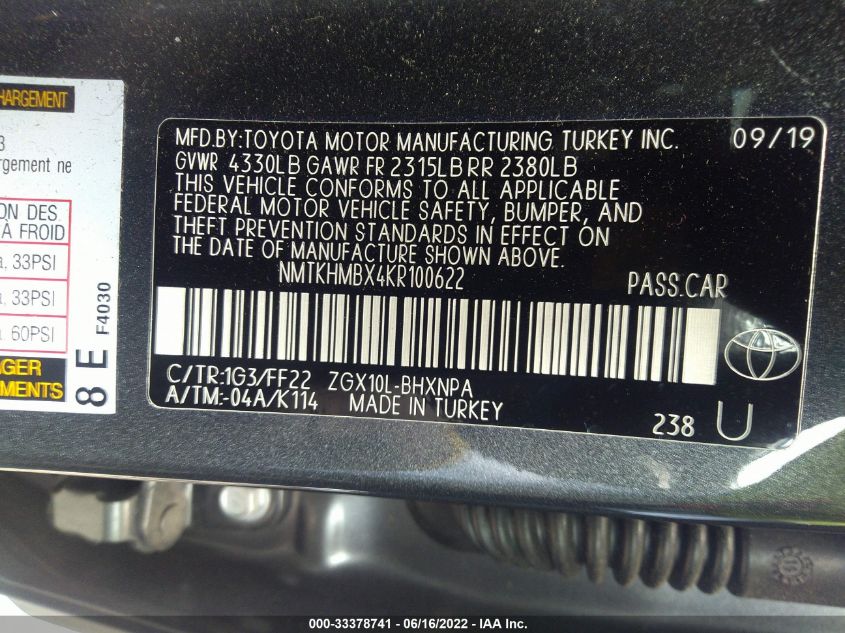 HARGEMENT
3
rgement ne
ON DES
À FROID
a, 33PSI
a, 33PSI
a, 60PSI
AGER
EMENTS
8 E
F4030
MFD.BY:TOYOTA MOTOR MANUFACTURING TURKEY INC. 09/19
GVWR 4330LB GAWR FR 2315LB RR 2380LB
THIS VEHICLE CONFORMS TO ALL APPLICABLE
FEDERAL MOTOR VEHICLE SAFETY, BUMPER, AND
THEFT PREVENTION STANDARDS IN EFFECT ON
THE DATE OF MANUFACTURE SHOWN ABOVE.
NMTKHMBX4KR100622 PASS.CAR
C/TR:1G3/FF22 ZGX10L-BHXNPA
A/TM:-04A/K114 MADE IN TURKEY
238 U
000-33378741 - 06/16/2022 - IAA Inc.